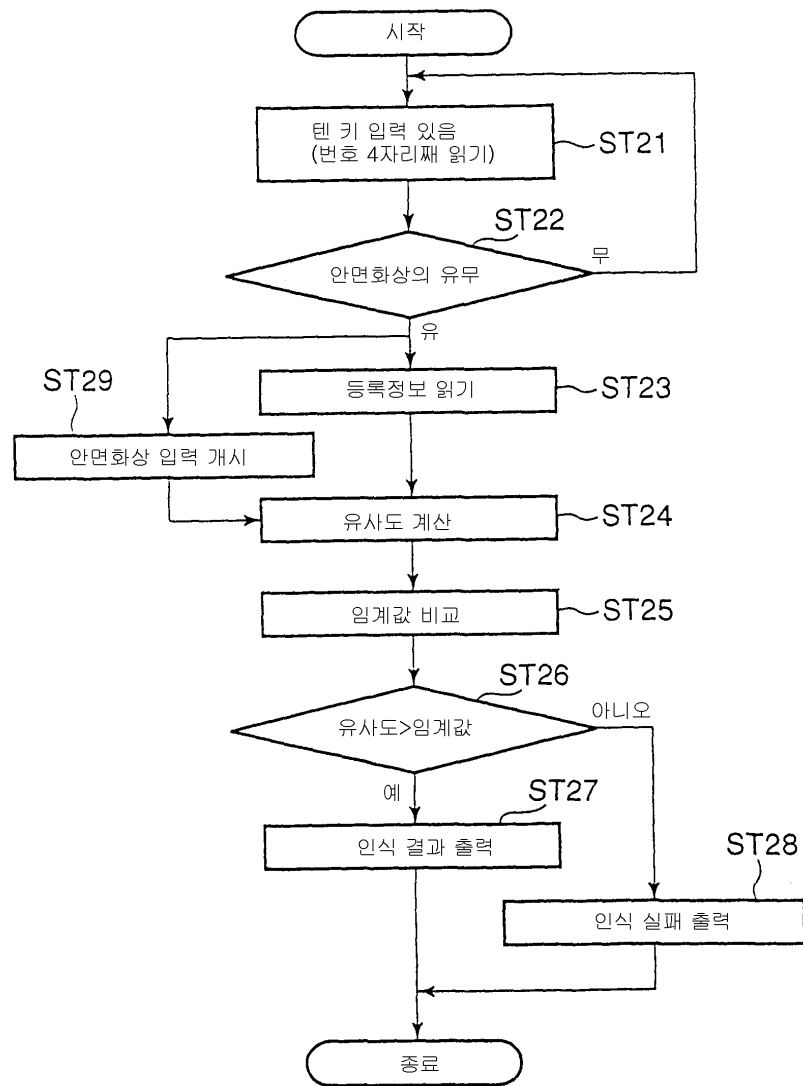 시작
텐 키 입력 있음
(번호 4자리째 읽기)
ST21
ST22
안면화상의 유무
무
유
ST29
등록정보 읽기
ST23
안면화상 입력 개시
유사도 계산
ST24
임계값 비교
ST25
ST26
유사도>임계값
아니오
예
ST27
인식 결과 출력
ST28
인식 실패 출력
종료